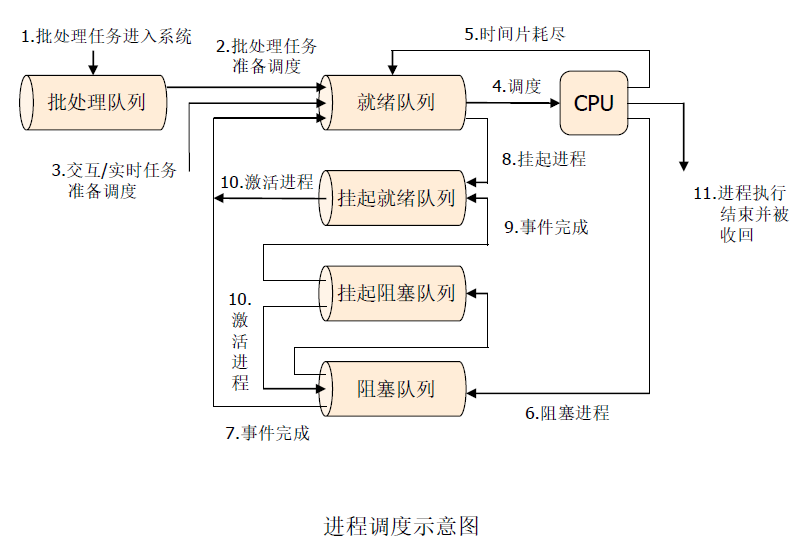 1.批处理任务进入系统
2.批处理任务
准备调度
5.时间片耗尽
批处理队列
就绪队列
4.调度
CPU
3.交互/实时任务
准备调度
8.挂起进程
10.激活进程
挂起就绪队列
11.进程执行
结束并被
收回
9.事件完成
挂起阻塞队列
10.
激
活
进
程
阻塞队列
6.阻塞进程
7.事件完成
进程调度示意图